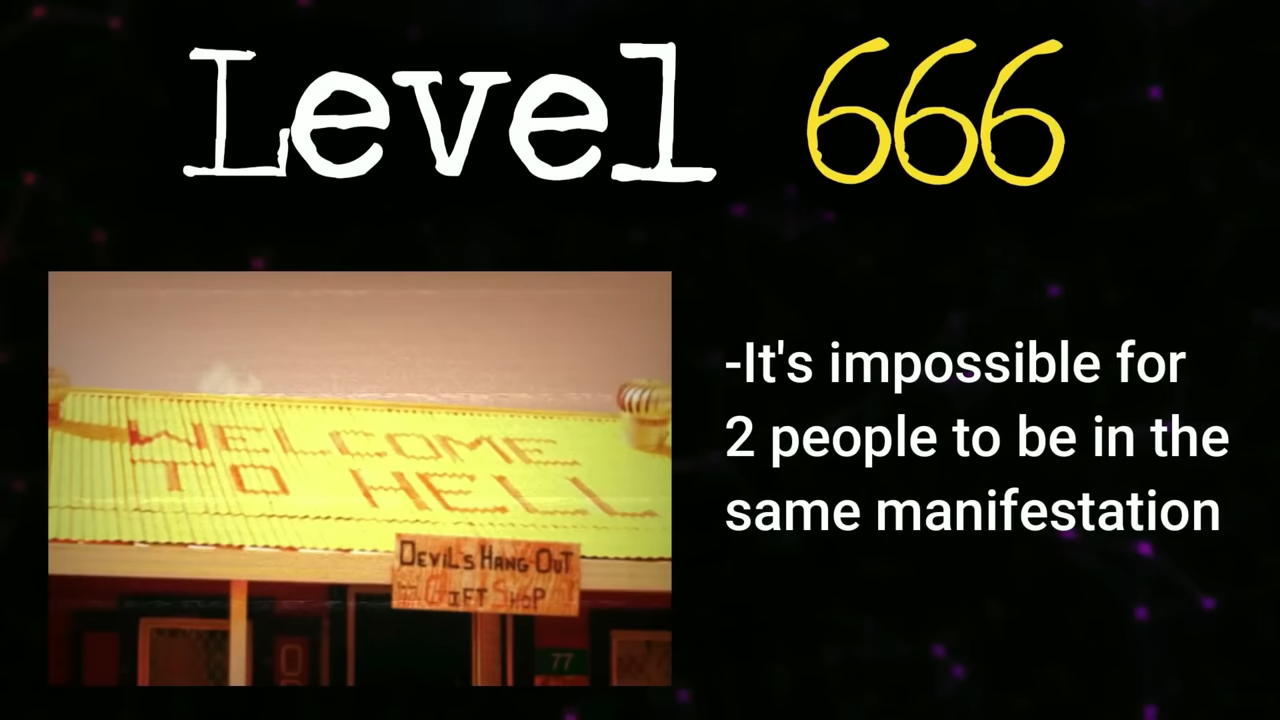 Level 666
WELCOME
TO HELL
DEVIL'S HANG OUT
GIFT SHOP
77
-It's impossible for
2 people to be in the
same manifestation